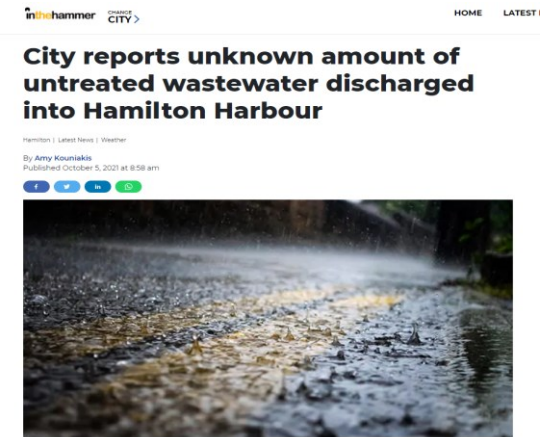 inthehammer
CHANGE
CITY
HOME
LATEST
City reports unknown amount of
untreated wastewater discharged
into Hamilton Harbour
Hamilton | Latest News | Weather
By Amy Kouniakis
Published October 5, 2021 at 8:58 am